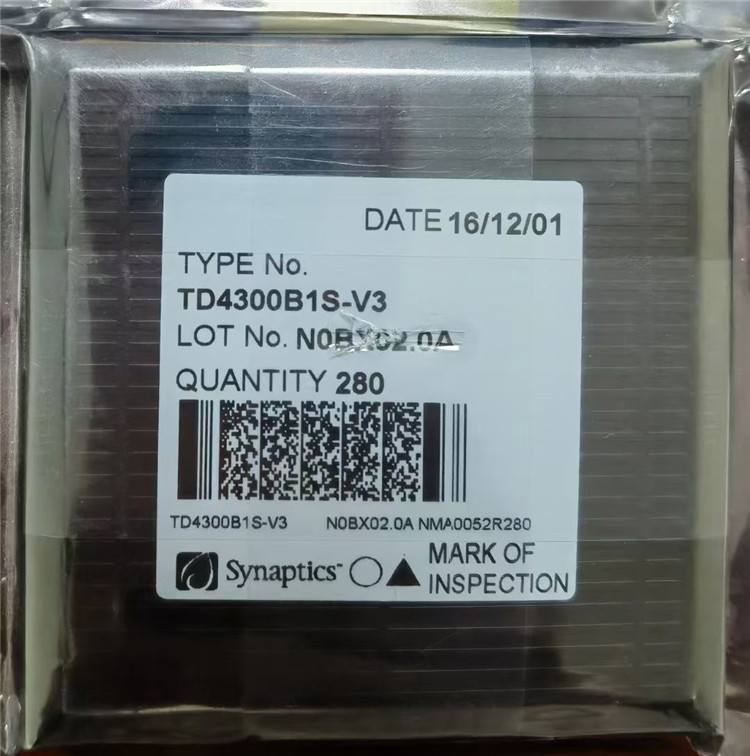 DATE 16/12/01
TYPE No.
TD4300B1S-V3
LOT No. N0BX02.0A
QUANTITY 280
TD4300B1S-V3 N0BX02.0A NMA0052R280
Synaptics™ MARK OF
INSPECTION